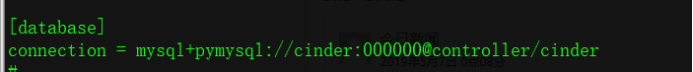 [database]
connection = mysql+pymysql://cinder:000000@controller/cinder
#